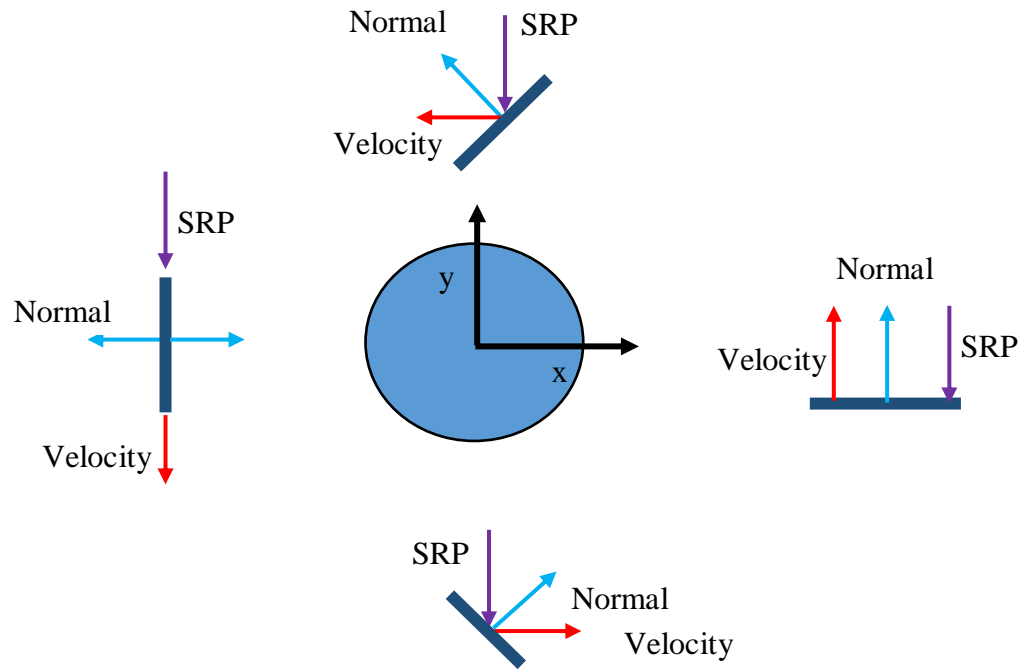 SRP
Normal
Velocity
SRP
Normal
Velocity
y
x
Normal
Velocity
SRP
SRP
Normal
Velocity